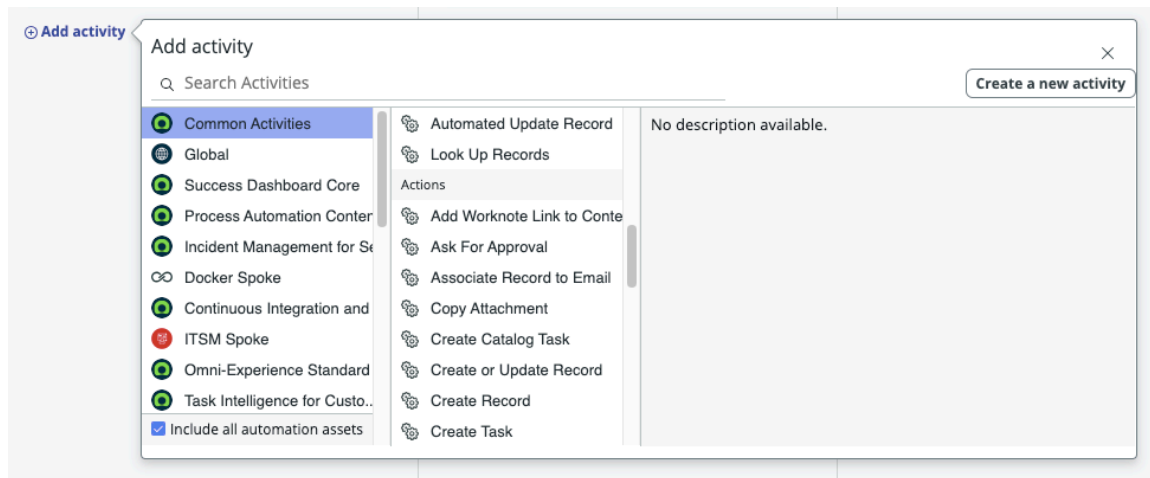 Add activity
Add activity
Search Activities
Create a new activity
Common Activities
Global
Success Dashboard Core
Process Automation Conten
Incident Management for Se
Docker Spoke
Continuous Integration and
ITSM Spoke
Omni-Experience Standard
Task Intelligence for Custo...
Include all automation assets
Automated Update Record
Look Up Records
Actions
Add Worknote Link to Conte
Ask For Approval
Associate Record to Email
Copy Attachment
Create Catalog Task
Create or Update Record
Create Record
Create Task
No description available.